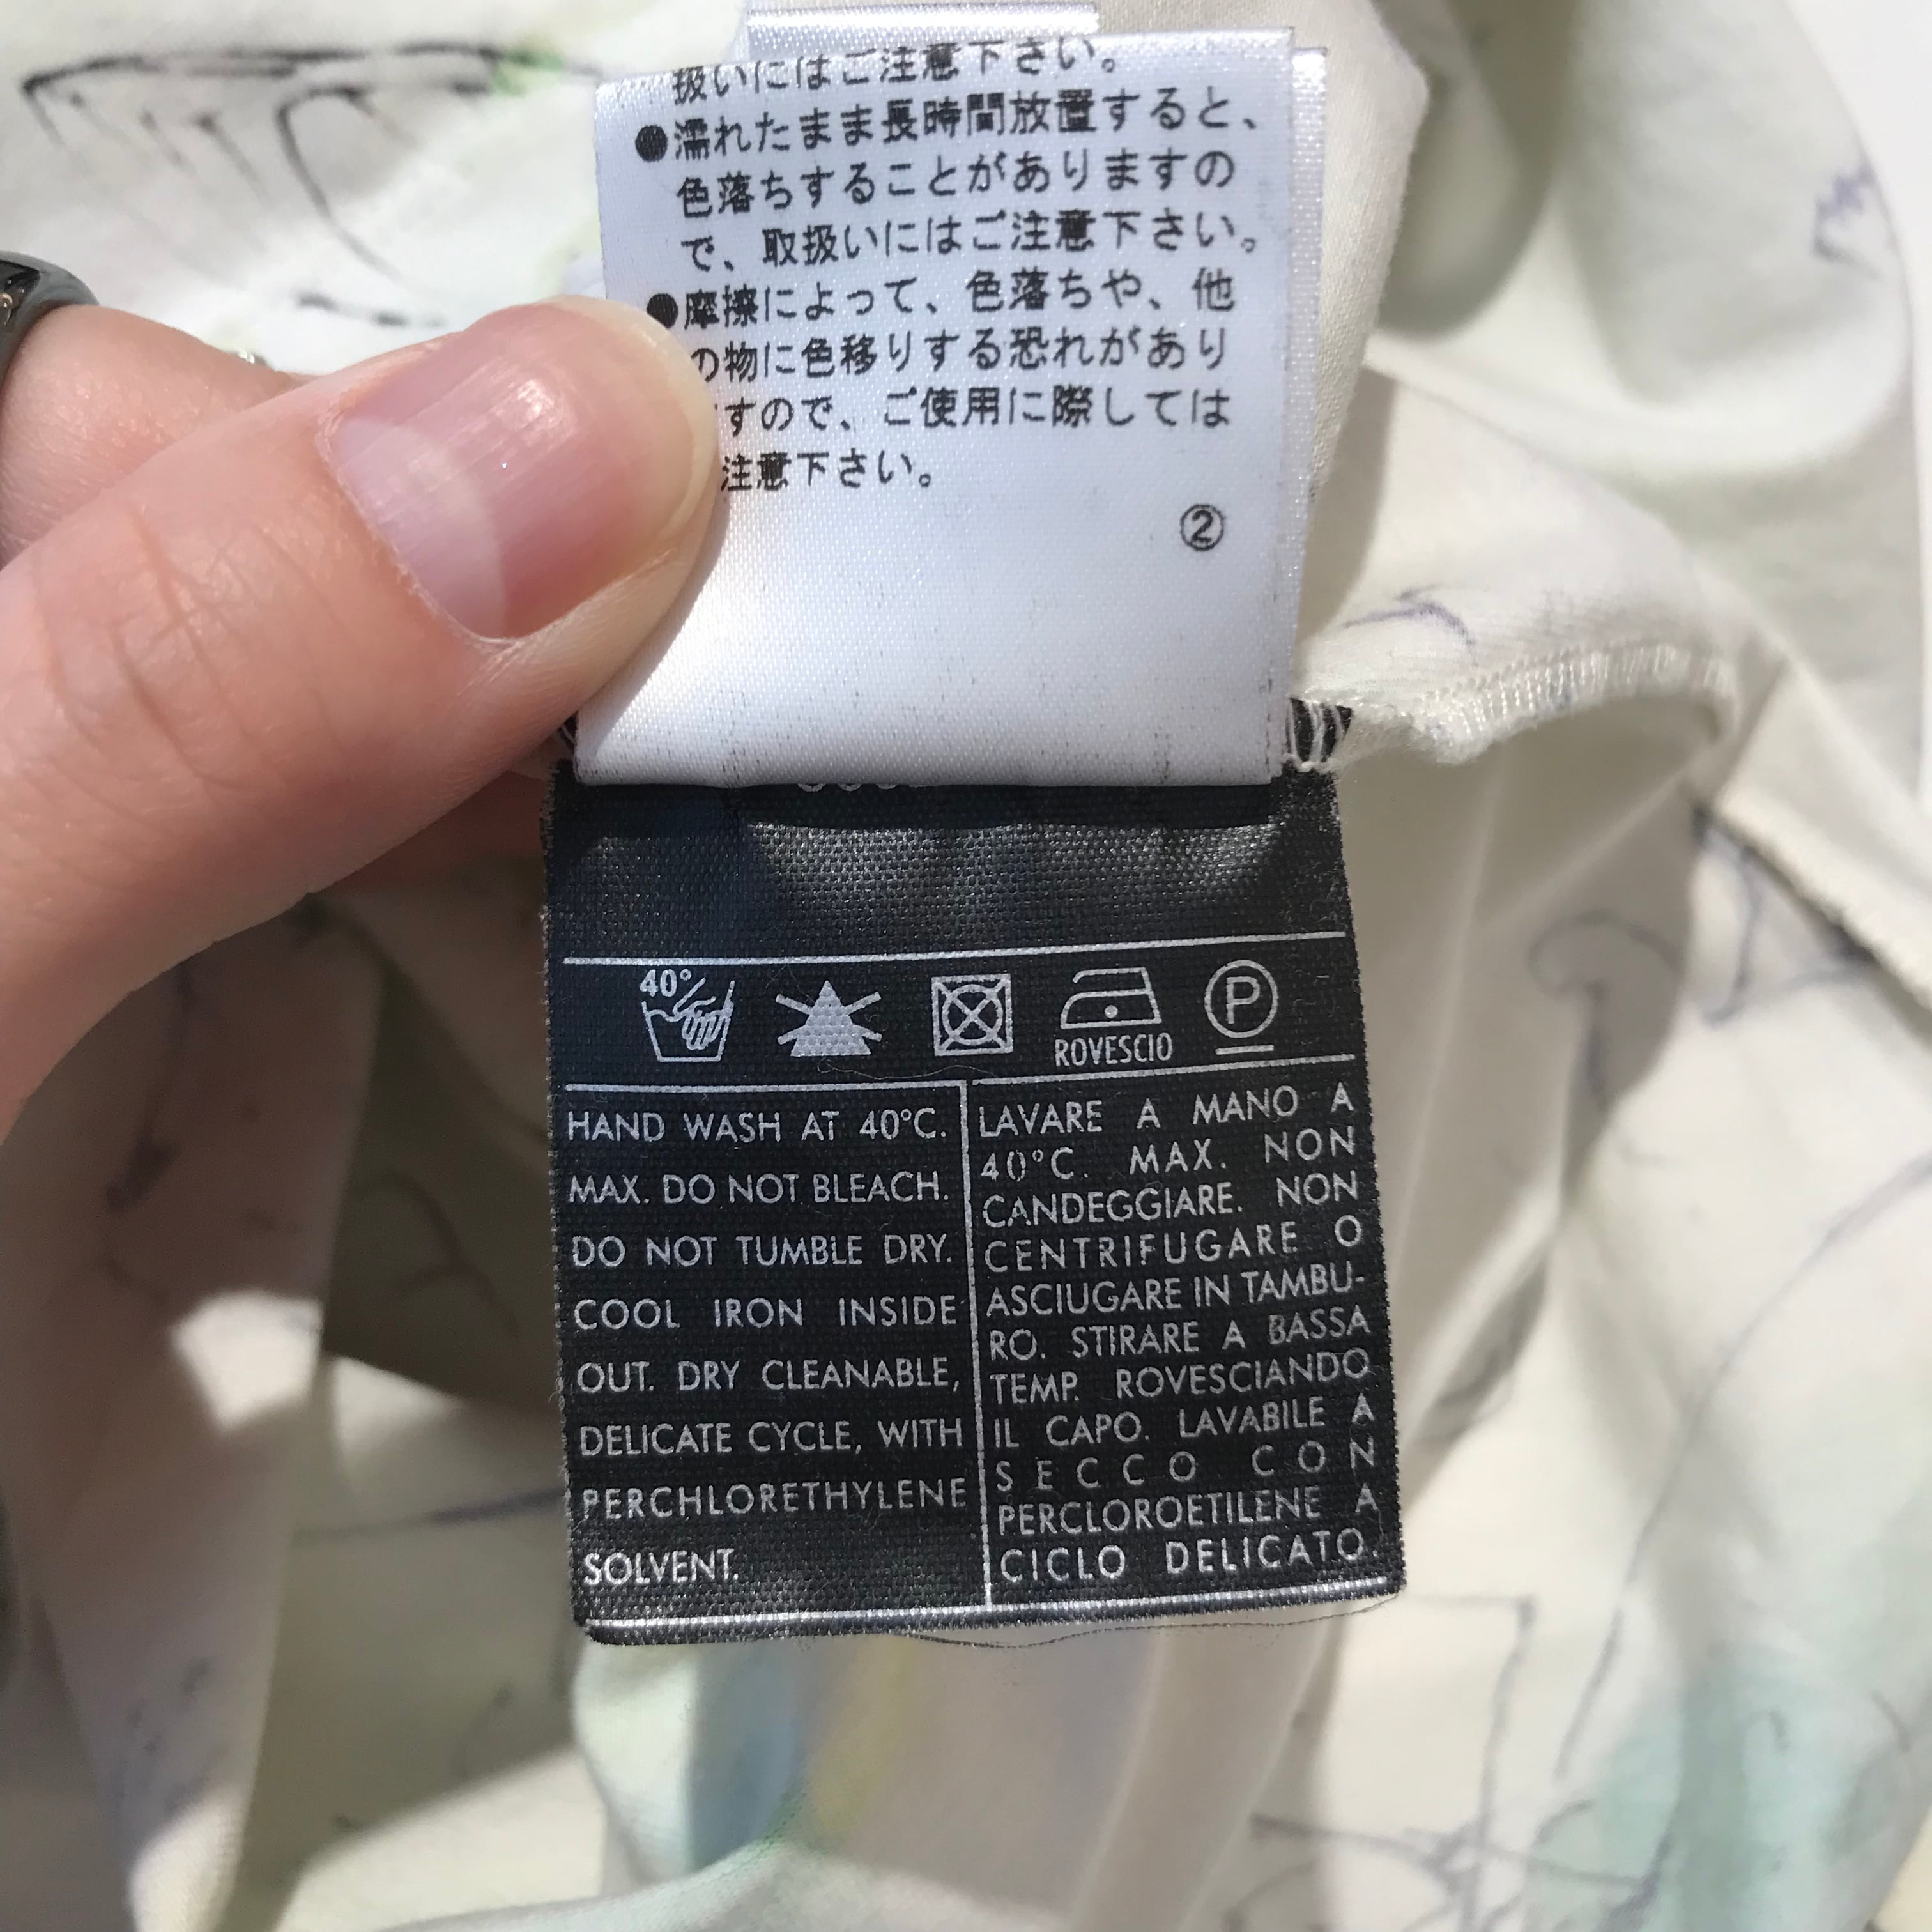 扱いにはご注意下さい。
●濡れたまま長時間放置すると、
色落ちすることがありますの
で、取扱いにはご注意下さい。
●摩擦によって、色落ちや、他
の物に色移りする恐れがあり
すので、ご使用に際しては
注意下さい。
②
40°
P
ROVESCIO
HAND WASH AT 40°C.
MAX. DO NOT BLEACH.
DO NOT TUMBLE DRY.
COOL IRON INSIDE
OUT. DRY CLEANABLE,
DELICATE CYCLE, WITH
PERCHLORETHYLENE
SOLVENT.
LAVARE A MANO A
40°C. MAX. NON
CANDEGGIARE. NON
CENTRIFUGARE O
ASCIUGARE IN TAMBU-
RO. STIRARE A BASSA
TEMP. ROVESCIANDO
IL CAPO. LAVABILE A
SECCO CON
PERCLOROETILENE A
CICLO DELICATO.